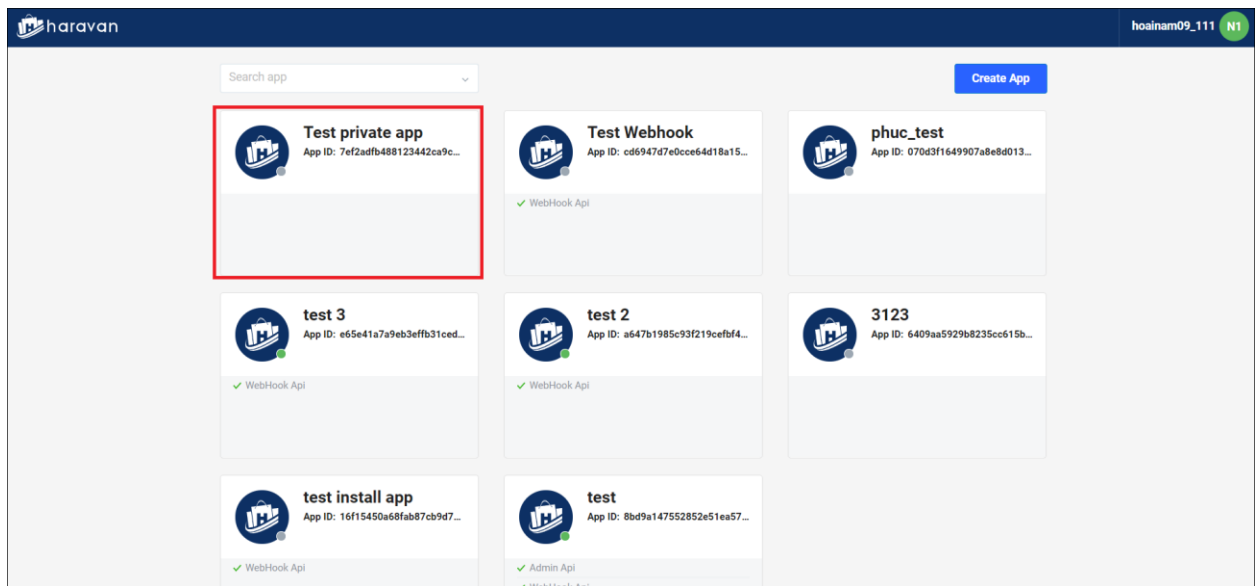 haravan
hoainam09_111 N1
Search app
Create App
Test private app
App ID: 7ef2adfb488123442ca9c...
Test Webhook
App ID: cd6947d7e0cce64d18a15...
WebHook Api
phuc_test
App ID: 070d3f1649907a8e8d013...
test 3
App ID: e65e41a7a9eb3effb31ced...
WebHook Api
test 2
App ID: a647b1985c93f219cefbf4...
WebHook Api
3123
App ID: 6409aa5929b8235cc615b...
test install app
App ID: 16f15450a68fab87cb9d7...
WebHook Api
test
App ID: 8bd9a147552852e51ea57...
Admin Api
WebHook Api